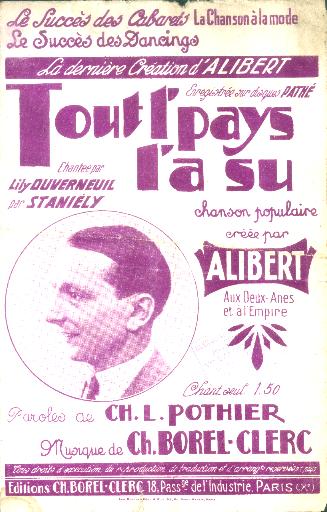 Le Succès des Cabarets La Chanson à la mode
Le Succès des Dancings
La dernière Création d'ALIBERT
Enregistrée sur disques PATHÉ
Tout l'pays
l'a su
Chantée par
Lily DUVERNEUIL
par STANIÉLY
chanson populaire
créée par
"ALIBERT"
Aux Deux-Anes
et à l'Empire
Chant seul 1.50
Paroles de CH. L. POTHIER
Musique de Ch. BOREL-CLERC
Tous droits d'exécution, de reproduction, de traduction et d'arrangts réservés
Editions CH. BOREL-CLERC, 18, Passge de l'Industrie, PARIS (Xe)